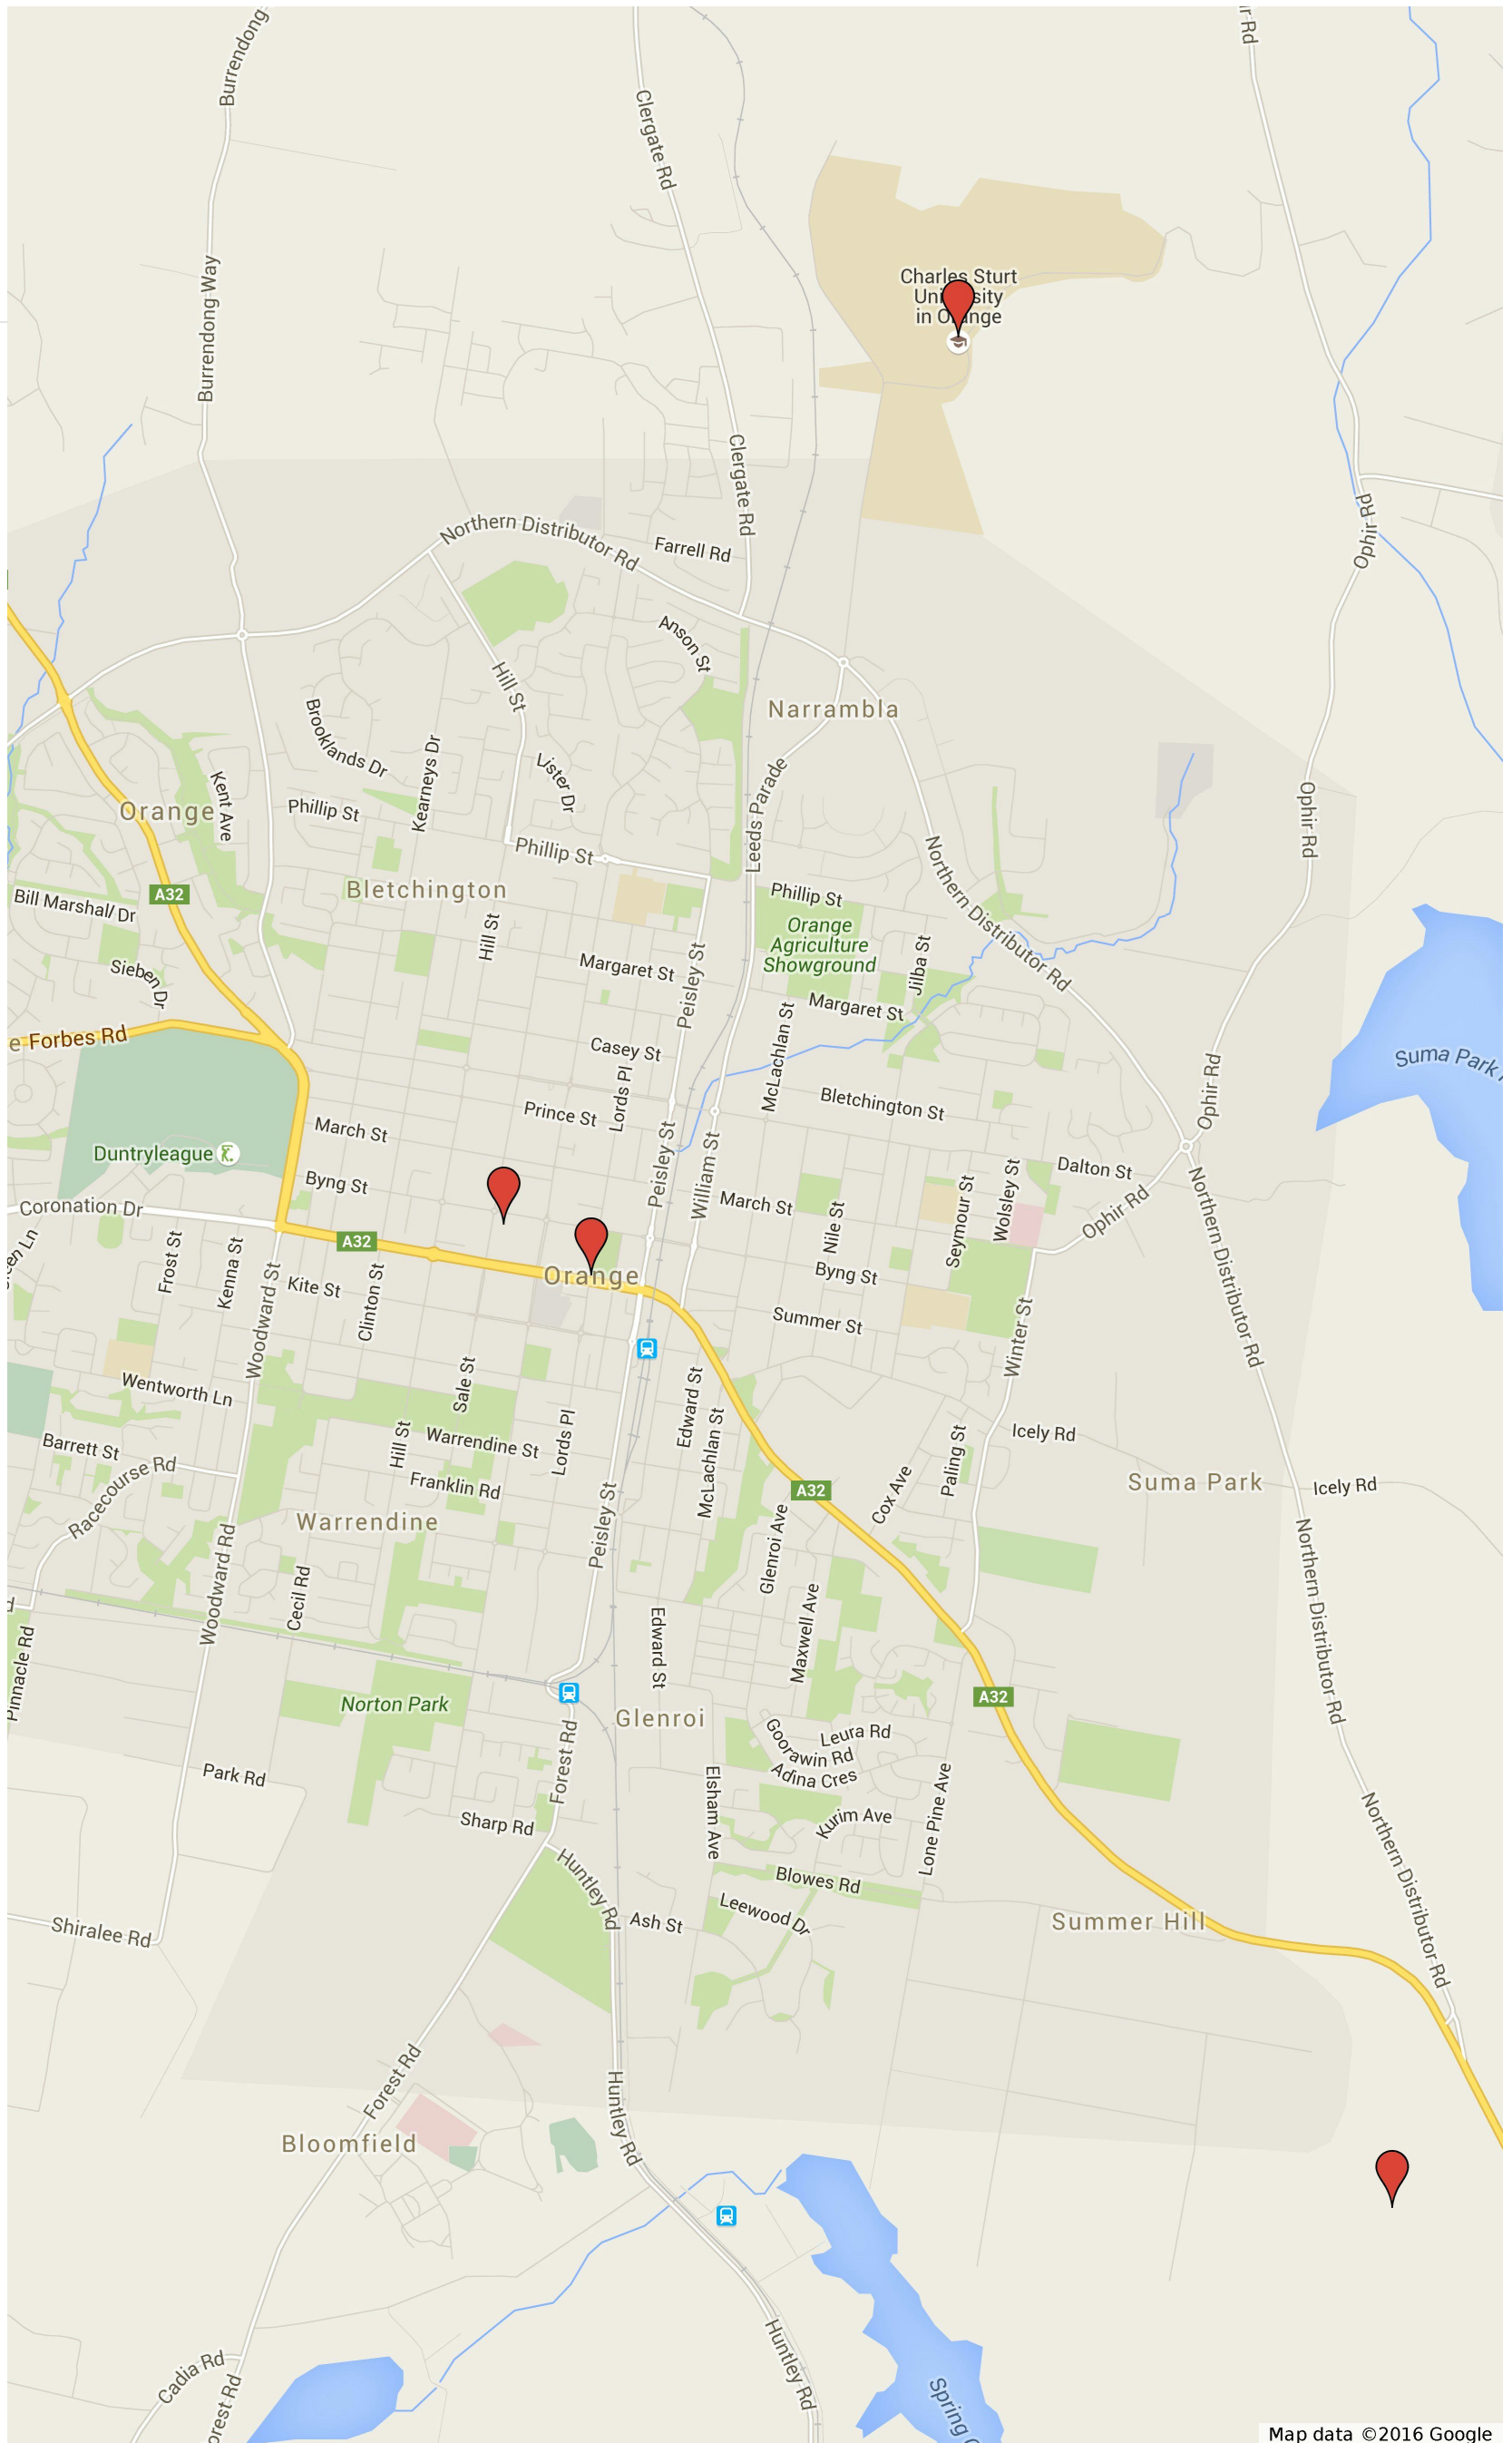 Burrendong-
Clergate Rd
ir Rd
Burrendong Way
Charles Sturt
University
in Orange
Clergate Rd
Ophir Rd
Northern Distributor Rd
Farrell Rd
Anson St
Hill St
Narrambla
Brooklands Dr
Kearneys Dr
Lister Dr
Kent Ave
Orange
Phillip St
Leeds Parade
Ophir Rd
Phillip St
Northern Distributor Rd
Bletchington
A32
Bill Marshall Dr
Phillip St
Orange
Agriculture
Showground
Hill St
Peisley St
Jilba St
Sieben Dr
Margaret St
Margaret St
e Forbes Rd
Casey St
McLachlan St
Suma Park
Ophir Rd
Lords Pl
Bletchington St
Prince St
March St
Duntryleague
Peisley St
William St
Dalton St
Wolsey St
Seymour St
Byng St
March St
Nile St
Ophir Rd
Coronation Dr
Northern Distributor Rd
Frost St
Kenna St
A32
Orange
Byng St
Kite St
Clinton St
Woodward St
Summer St
Winter St
Sale St
Wentworth Ln
Edward St
Lords Pl
McLachlan St
Hill St
Warrendine St
Icely Rd
Barrett St
Racecourse Rd
Franklin Rd
Paling St
Cox Ave
A32
Suma Park
Icely Rd
Warrendine
Peisley St
Glenroi Ave
Woodward Rd
Cecil Rd
Maxwell Ave
Edward St
Northern Distributor Rd
Pinnacle Rd
Norton Park
A32
Glenroi
Leura Rd
Goorawin Rd
Adina Cres
Park Rd
Forest Rd
Elsham Ave
Kurim Ave
Lone Pine Ave
Sharp Rd
Northern Distributor Rd
Huntley Rd
Blowes Rd
Leewood Dr
Ash St
Summer Hill
Shiralee Rd
Forest Rd
Huntley Rd
Bloomfield
Cadia Rd
Huntley Rd
orest Rd
Spring
Map data ©2016 Google